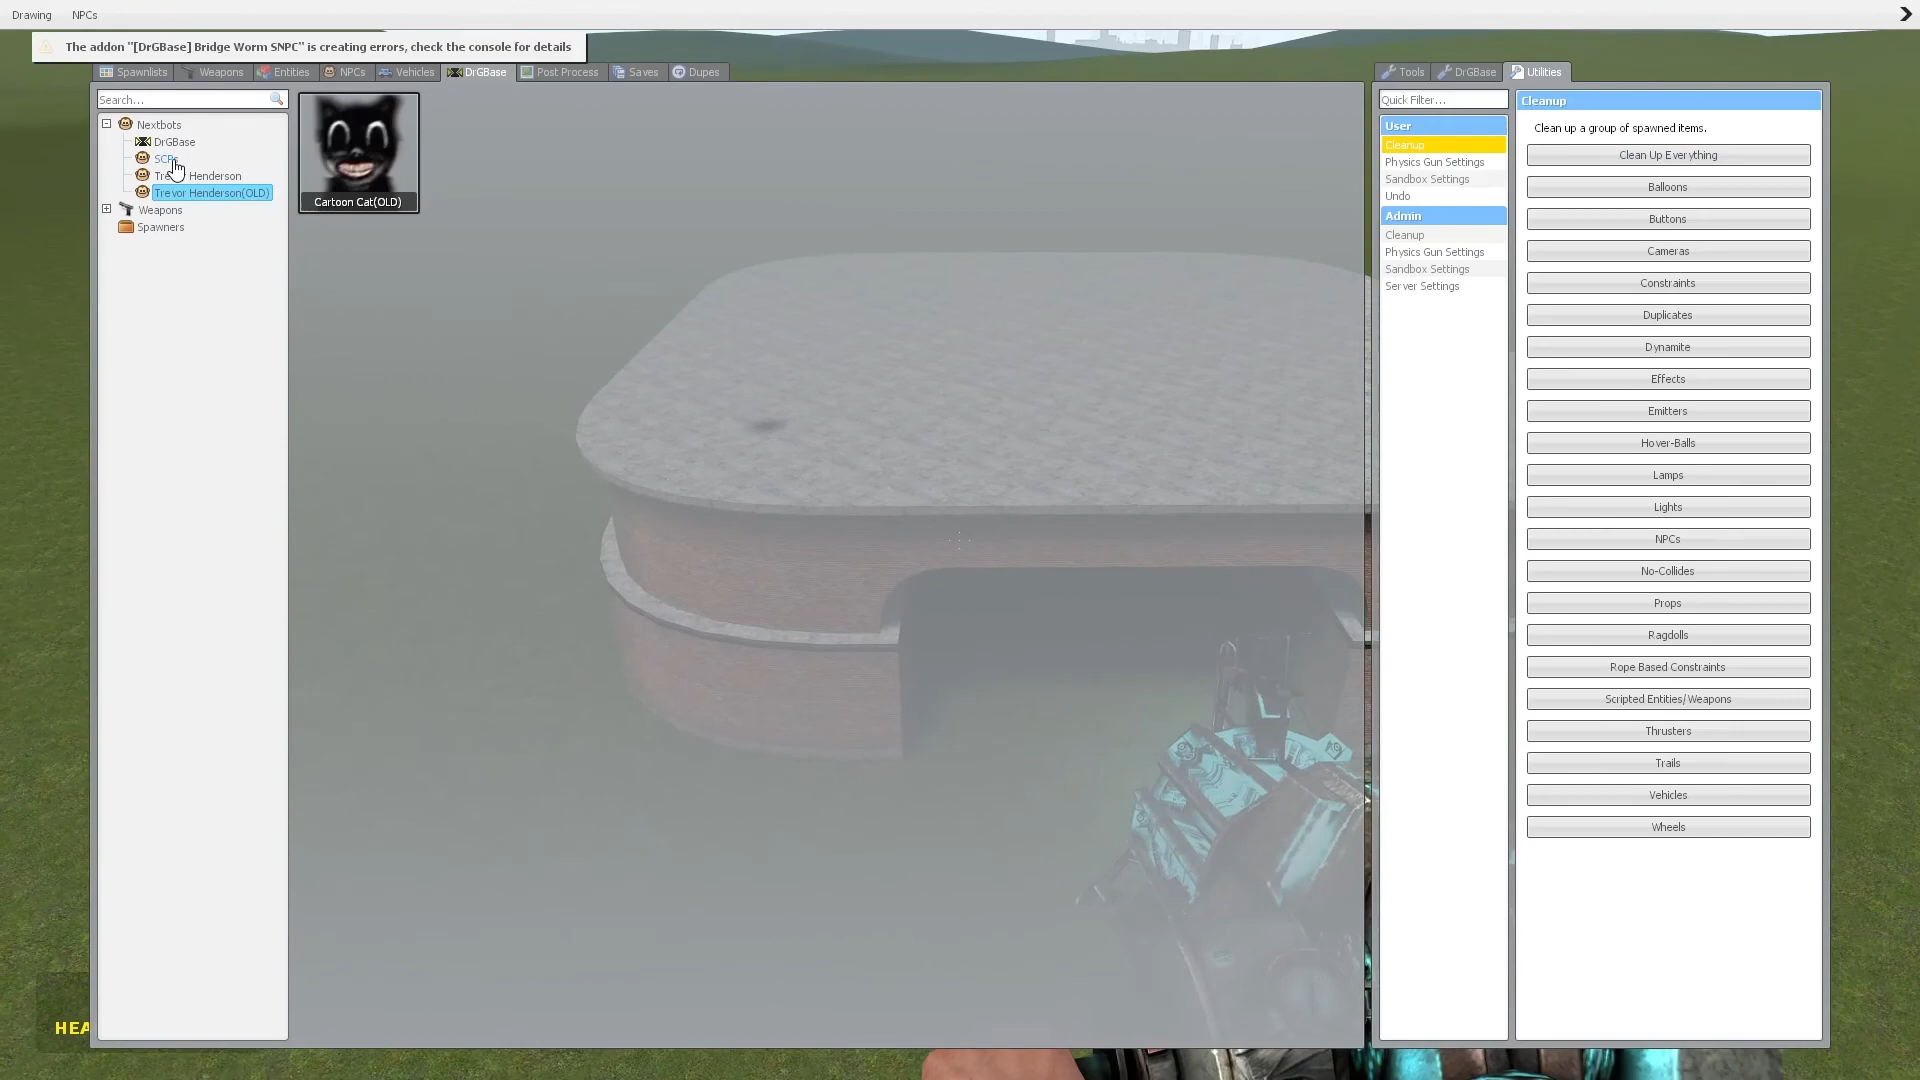 Drawing NPCs
The addon "[DrGBase] Bridge Worm SNPC" is creating errors, check the console for details
Spawnlists Weapons Entities NPCs Vehicles DrGBase Post Process Saves Dupes
Search...
Nextbots
DrGBase
SCPs
Henderson
Trevor Henderson(OLD)
Weapons
Spawners
Cartoon Cat(OLD)
HEA
Tools DrGBase Utilities
Quick Filter...
User
Cleanup
Physics Gun Settings
Sandbox Settings
Undo
Admin
Cleanup
Physics Gun Settings
Sandbox Settings
Server Settings
Cleanup
Clean up a group of spawned items.
Clean Up Everything
Balloons
Buttons
Cameras
Constraints
Duplicates
Dynamite
Effects
Emitters
Hover-Balls
Lamps
Lights
NPCs
No-Collides
Props
Ragdolls
Rope Based Constraints
Scripted Entities/Weapons
Thrusters
Trails
Vehicles
Wheels